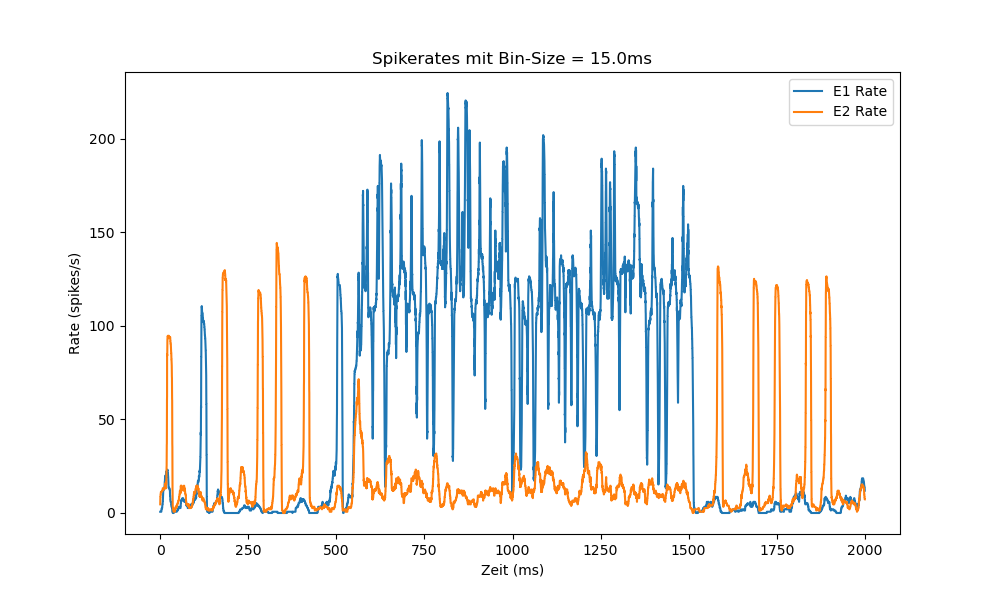 Spikerates mit Bin-Size = 15.0ms
E1 Rate
E2 Rate
Rate (spikes/s)
200
150
100
50
0
0 250 500 750 1000 1250 1500 1750 2000
Zeit (ms)